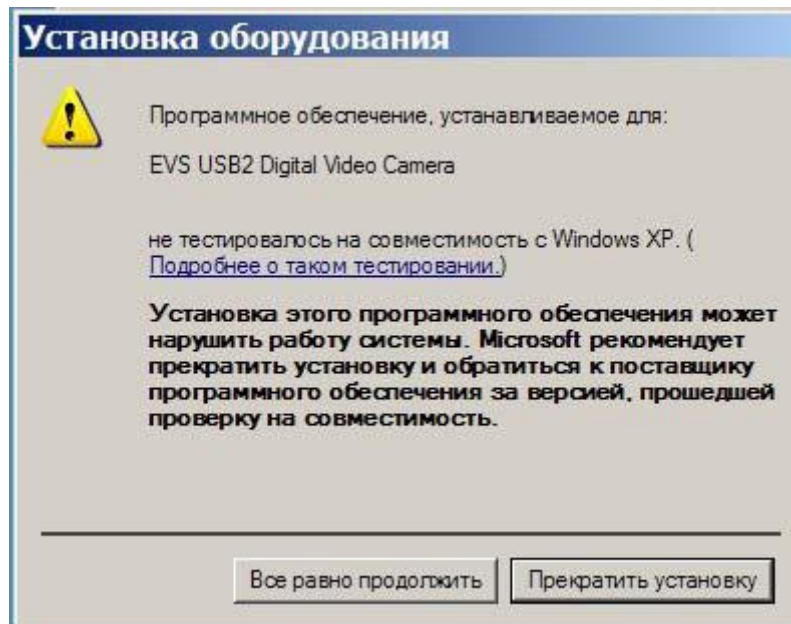 Установка оборудования
Программное обеспечение, устанавливаемое для:
EVS USB2 Digital Video Camera
не тестировалось на совместимость с Windows XP. (
Подробнее о таком тестировании.)
Установка этого программного обеспечения может
нарушить работу системы. Microsoft рекомендует
прекратить установку и обратиться к поставщику
программного обеспечения за версией, прошедшей
проверку на совместимость.
Все равно продолжить
Прекратить установку